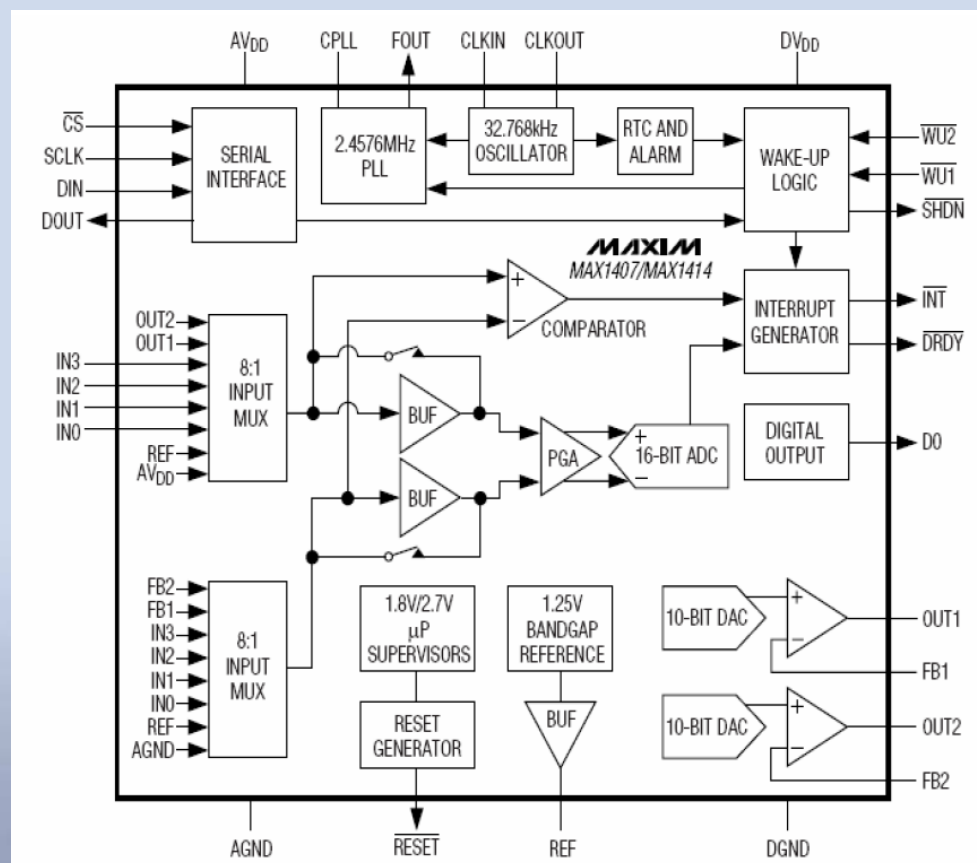 AVDD CPLL FOUT CLKIN CLKOUT DVDD
CS
SCLK
DIN
DOUT
SERIAL
INTERFACE
2.4576MHz
PLL
32.768kHz
OSCILLATOR
RTC AND
ALARM
WAKE-UP
LOGIC
WU2
WU1
SHDN
MAXIM
MAX1407/MAX1414
COMPARATOR
+
−
INTERRUPT
GENERATOR
INT
DRDY
OUT2
OUT1
IN3
IN2
IN1
IN0
REF
AVDD
8:1
INPUT
MUX
BUF
BUF
PGA
+
16-BIT ADC
−
DIGITAL
OUTPUT
D0
FB2
FB1
IN3
IN2
IN1
IN0
REF
AGND
8:1
INPUT
MUX
1.8V/2.7V
µP
SUPERVISORS
RESET
GENERATOR
1.25V
BANDGAP
REFERENCE
BUF
10-BIT DAC
+
−
OUT1
FB1
10-BIT DAC
+
−
OUT2
FB2
AGND RESET REF DGND